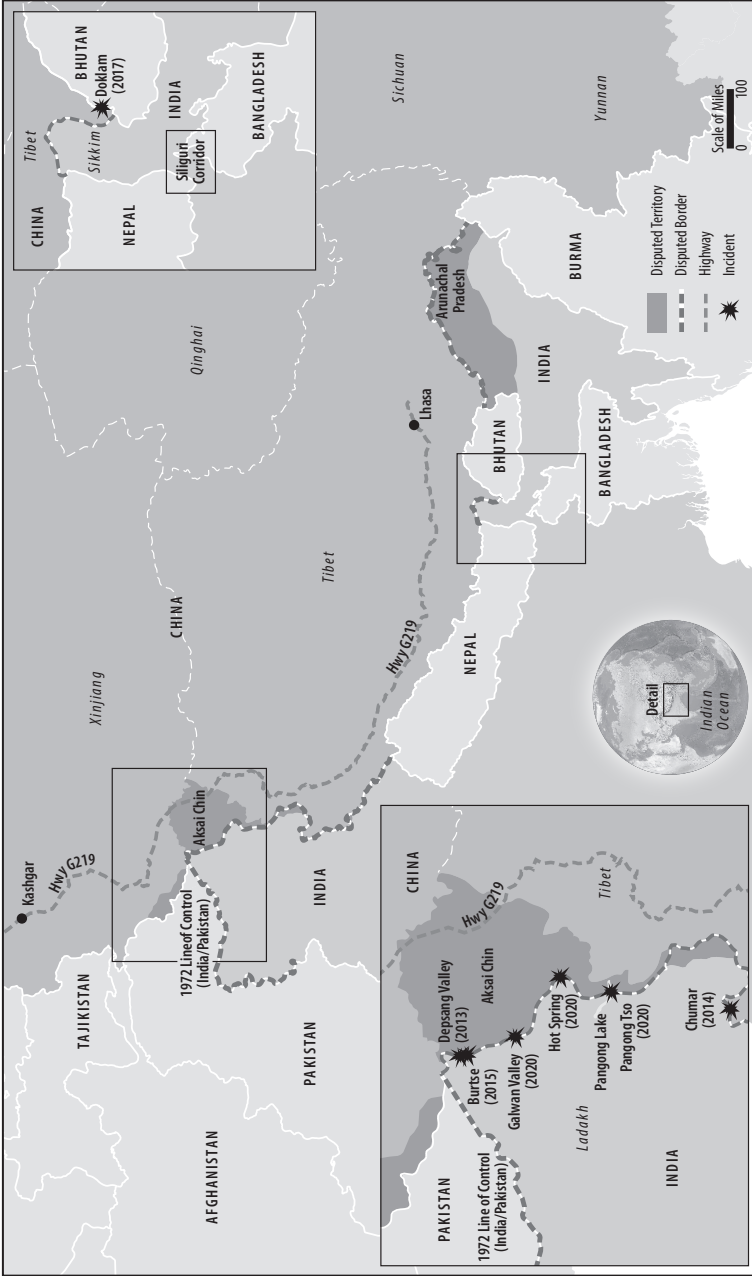 Kashgar
Hwy G219
TAJIKISTAN
AFGHANISTAN
PAKISTAN
1972 Lineof Control
(India/Pakistan)
Aksai Chin
INDIA
Xinjiang
CHINA
Qinghai
Tibet
Sichuan
Yunnan
Hwy G219
Lhasa
NEPAL
BHUTAN
BANGLADESH
Arunachal
Pradesh
INDIA
BURMA
CHINA
Tibet
BHUTAN
Doklam
(2017)
Sikkim
NEPAL
INDIA
Siliguri
Corridor
BANGLADESH
PAKISTAN
1972 Line of Control
(India/Pakistan)
Depsang Valley
(2013)
Burtse
(2015)
Galwan Valley
(2020)
Hot Spring
(2020)
Pangong Lake
Pangong Tso
(2020)
Chumar
(2014)
Aksai Chin
Hwy G219
CHINA
Tibet
Ladakh
INDIA
Detail
Indian
Ocean
Disputed Territory
Disputed Border
Highway
Incident
Scale of Miles
0 100